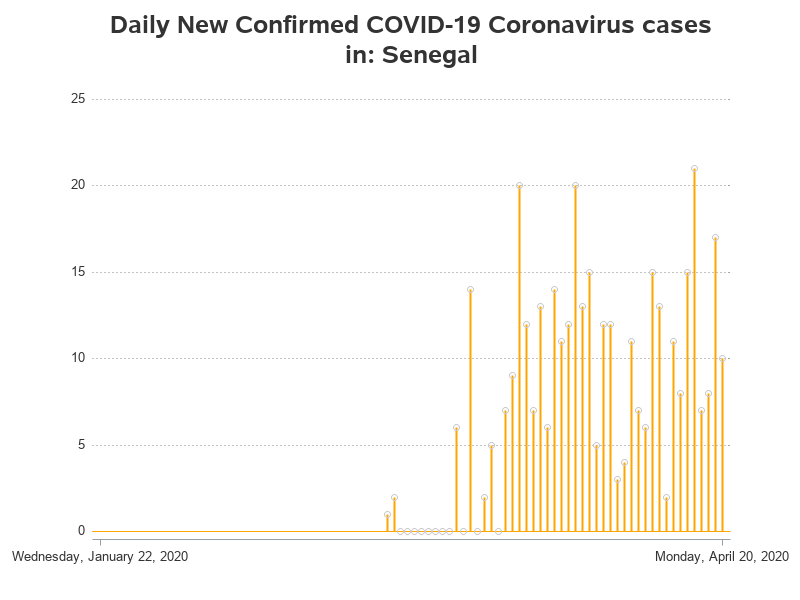 Daily New Confirmed COVID-19 Coronavirus cases
in: Senegal
25
20
15
10
5
0
Wednesday, January 22, 2020
Monday, April 20, 2020